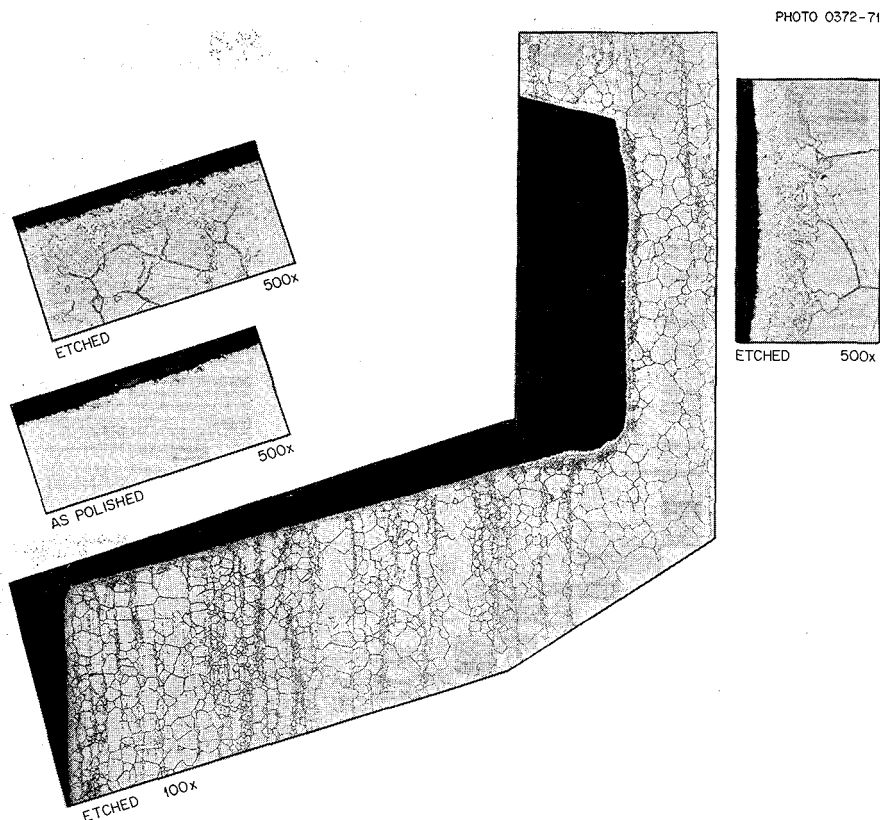 PHOTO 0372-71
500x
ETCHED
ETCHED 500x
500x
AS POLISHED
ETCHED 100x